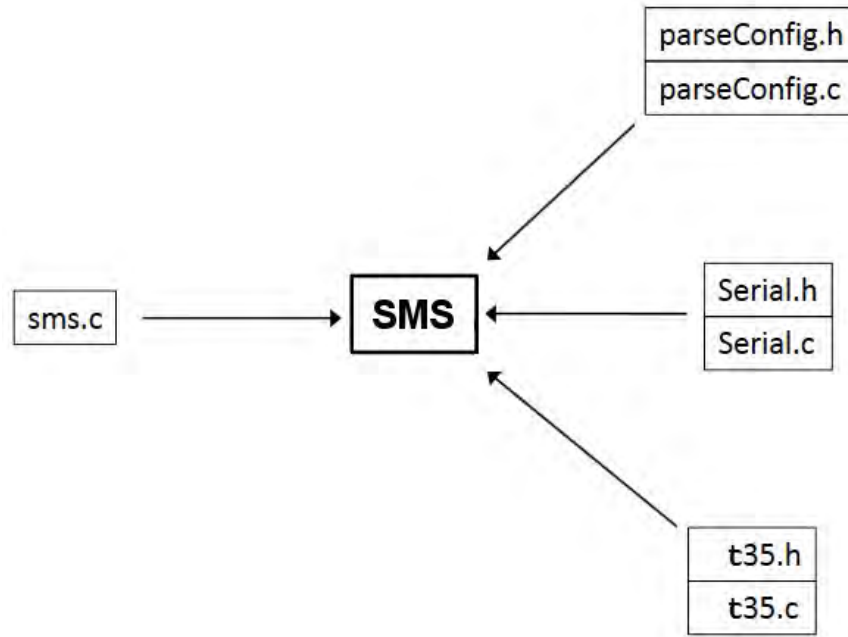 parseConfig.h
parseConfig.c
sms.c
SMS
Serial.h
Serial.c
t35.h
t35.c